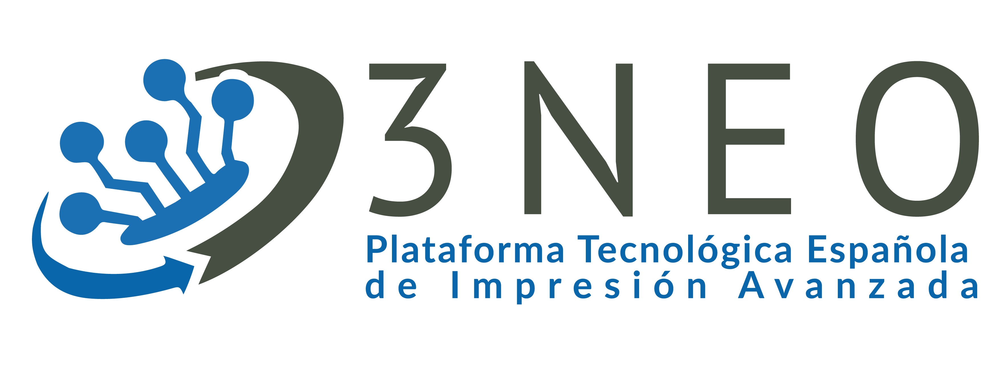 3NEO
Plataforma Tecnológica Española
de Impresión Avanzada